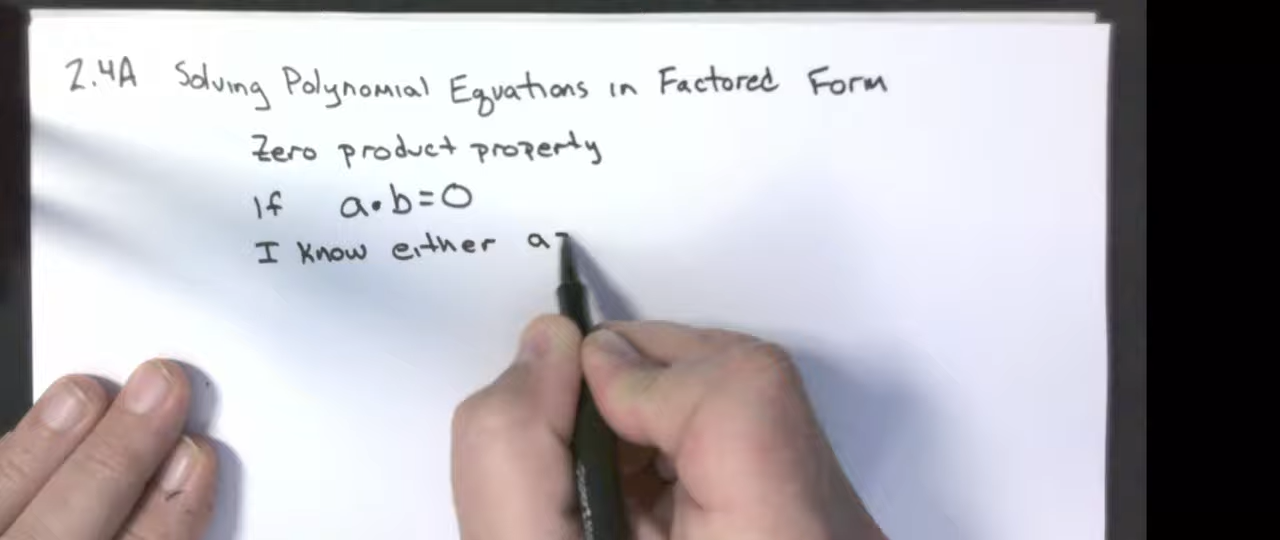 2.4A Solving Polynomial Equations in Factored Form
Zero product property
If a•b=0
I know either a